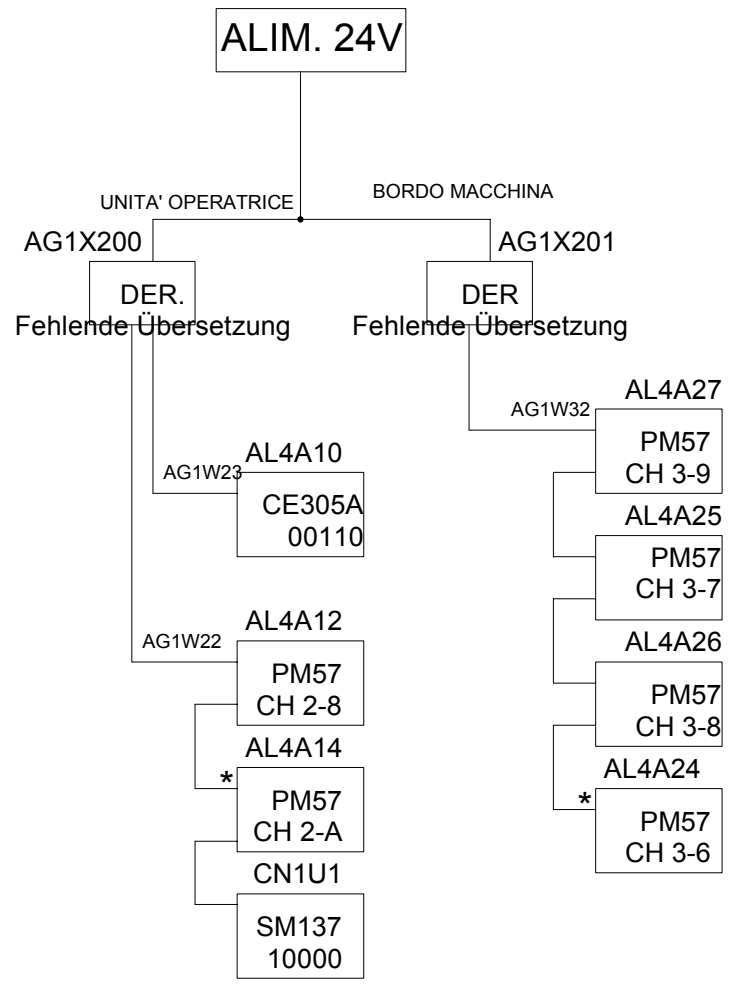 ALIM. 24V
UNITA' OPERATRICE
BORDO MACCHINA
AG1X200
DER.
Fehlende Übersetzung
AG1X201
DER
Fehlende Übersetzung
AG1W23
AL4A10
CE305A
00110
AG1W22
AL4A12
PM57
CH 2-8
AL4A14
*
PM57
CH 2-A
CN1U1
SM137
10000
AG1W32
AL4A27
PM57
CH 3-9
AL4A25
PM57
CH 3-7
AL4A26
PM57
CH 3-8
AL4A24
*
PM57
CH 3-6